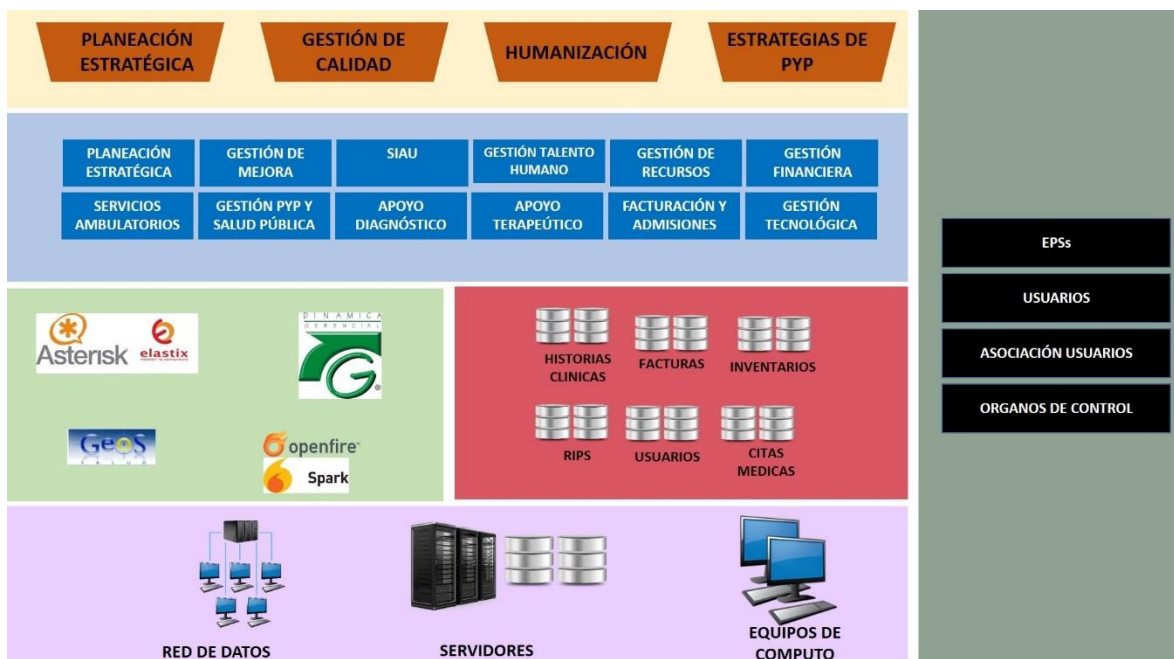 PLANEACIÓN
ESTRATÉGICA
GESTIÓN DE
CALIDAD
HUMANIZACIÓN
ESTRATEGIAS DE
PYP
PLANEACIÓN
ESTRATÉGICA
GESTIÓN DE
MEJORA
SIAU
GESTIÓN TALENTO
HUMANO
GESTIÓN DE
RECURSOS
GESTIÓN
FINANCIERA
SERVICIOS
AMBULATORIOS
GESTIÓN PYP Y
SALUD PÚBLICA
APOYO
DIAGNÓSTICO
APOYO
TERAPEÚTICO
FACTURACIÓN Y
ADMISIONES
GESTIÓN
TECNOLÓGICA
Asterisk
elastix
DINAMICA
GERENCIAL
G
GeoS
SALUD
openfire™
Spark
HISTORIAS
CLINICAS
FACTURAS
INVENTARIOS
RIPS
USUARIOS
CITAS
MEDICAS
RED DE DATOS
SERVIDORES
EQUIPOS DE
COMPUTO
EPSs
USUARIOS
ASOCIACIÓN USUARIOS
ORGANOS DE CONTROL